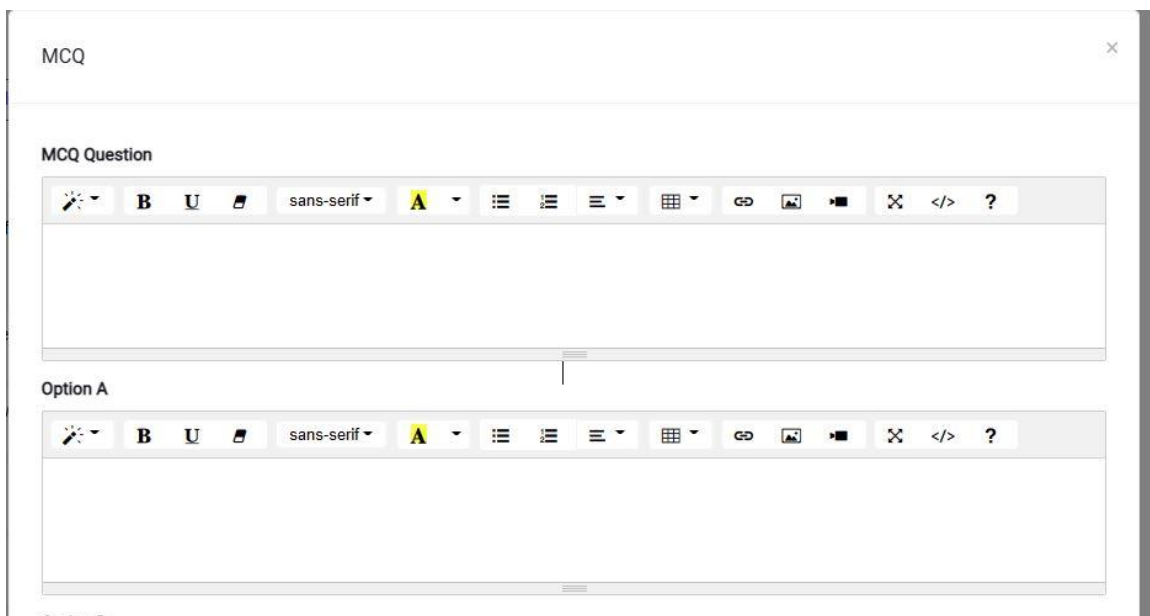 MCQ
×
MCQ Question
B U sans-serif A </> ?
Option A
B U sans-serif A </> ?